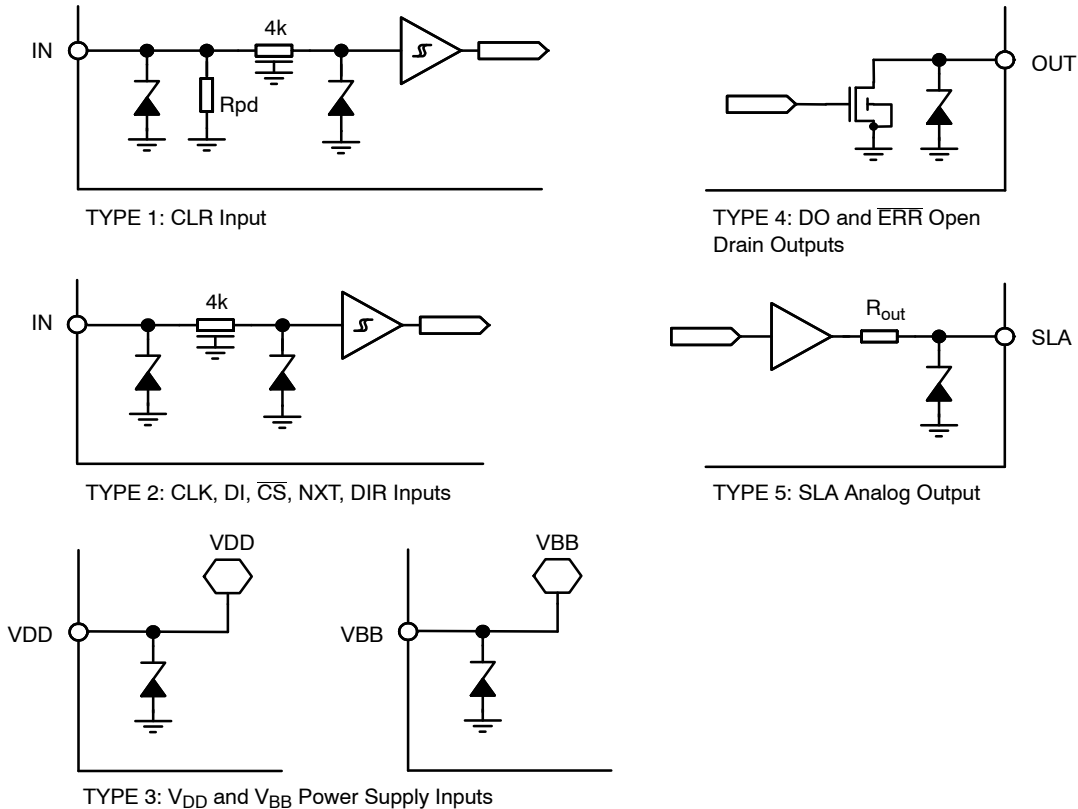 IN
4k
Rpd
TYPE 1: CLR Input
OUT
TYPE 4: DO and E̅R̅R̅ Open
Drain Outputs
IN
4k
TYPE 2: CLK, DI, C̅S̅, NXT, DIR Inputs
Rout
SLA
TYPE 5: SLA Analog Output
VDD
VDD
VBB
VBB
TYPE 3: VDD and VBB Power Supply Inputs